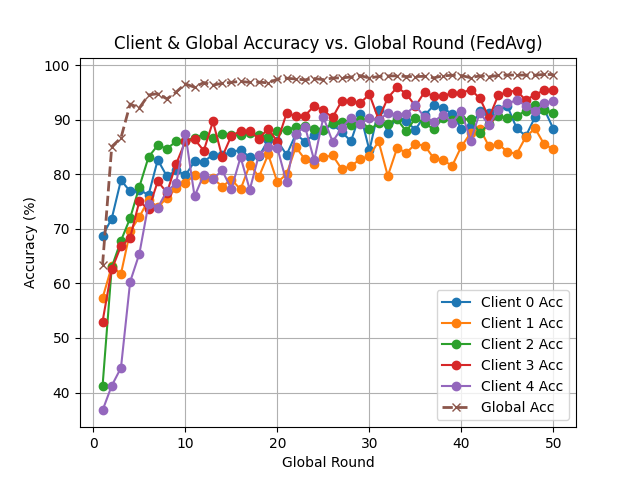 Client & Global Accuracy vs. Global Round (FedAvg)
Accuracy (%)
100
90
80
70
60
50
40
0
10
20
30
40
50
Global Round
Client 0 Acc
Client 1 Acc
Client 2 Acc
Client 3 Acc
Client 4 Acc
Global Acc